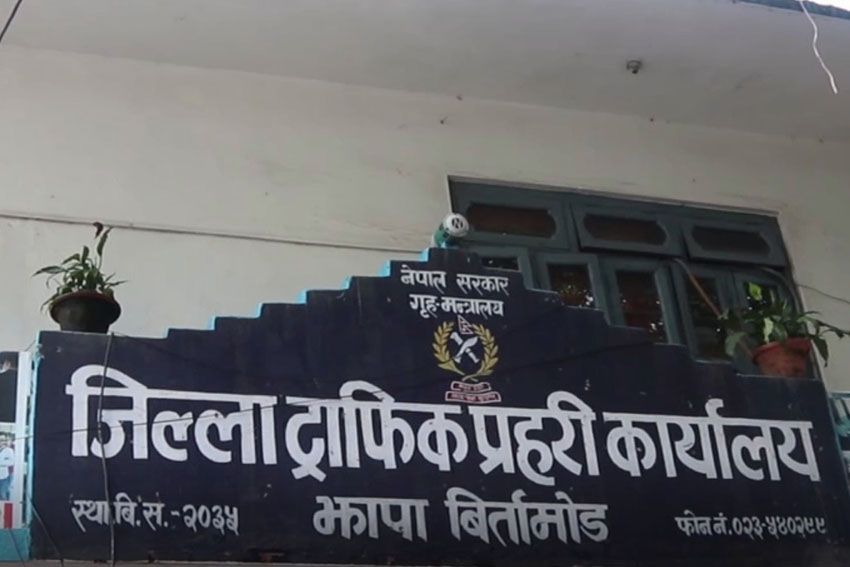 नेपाल सरकार
गृह-मन्त्रालय
जिल्ला ट्राफिक प्रहरी कार्यालय
झापा बिर्तामोड
स्था.बि.सं.-२०३५
फोन नं. ०२३-५४०२९९